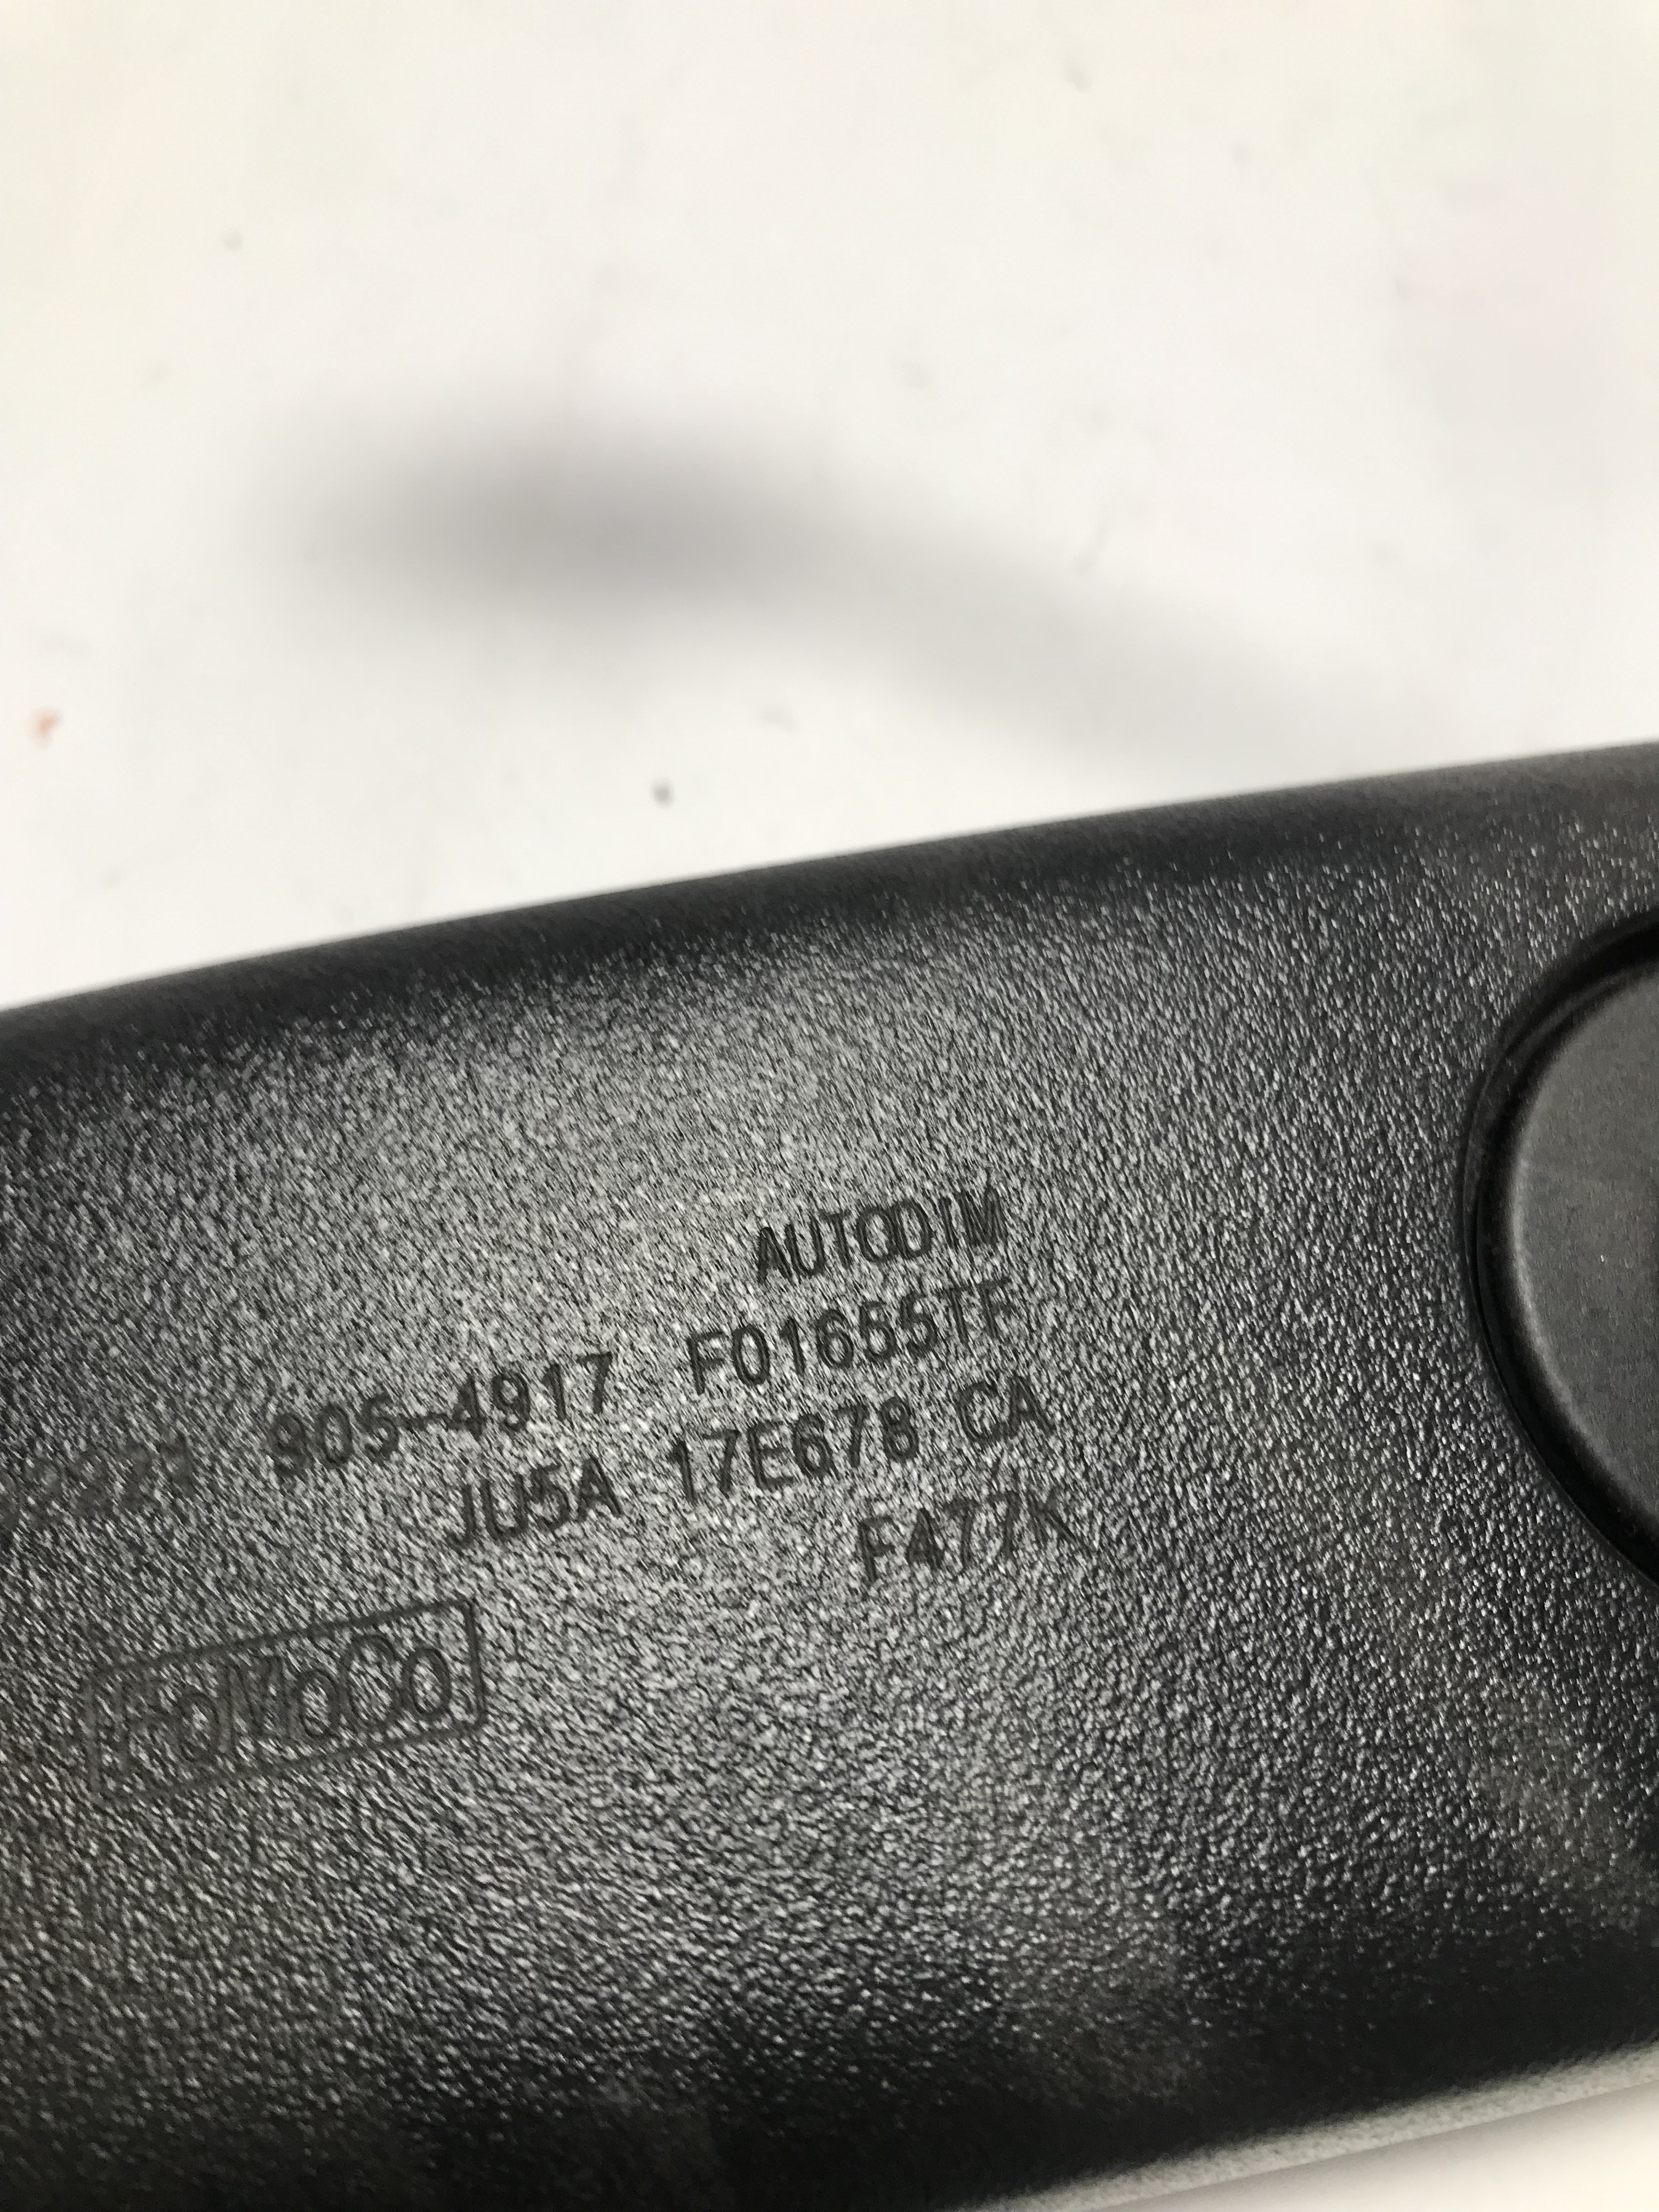 AUTODIM
905-4917 F01655TF
JU5A 17E678 CA
F477K
FoMoCo